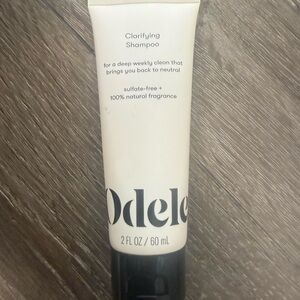 Clarifying
Shampoo
for a deep weekly clean that
brings you back to neutral
sulfate-free +
100% natural fragrance
Odele
2 FL OZ / 60 mL